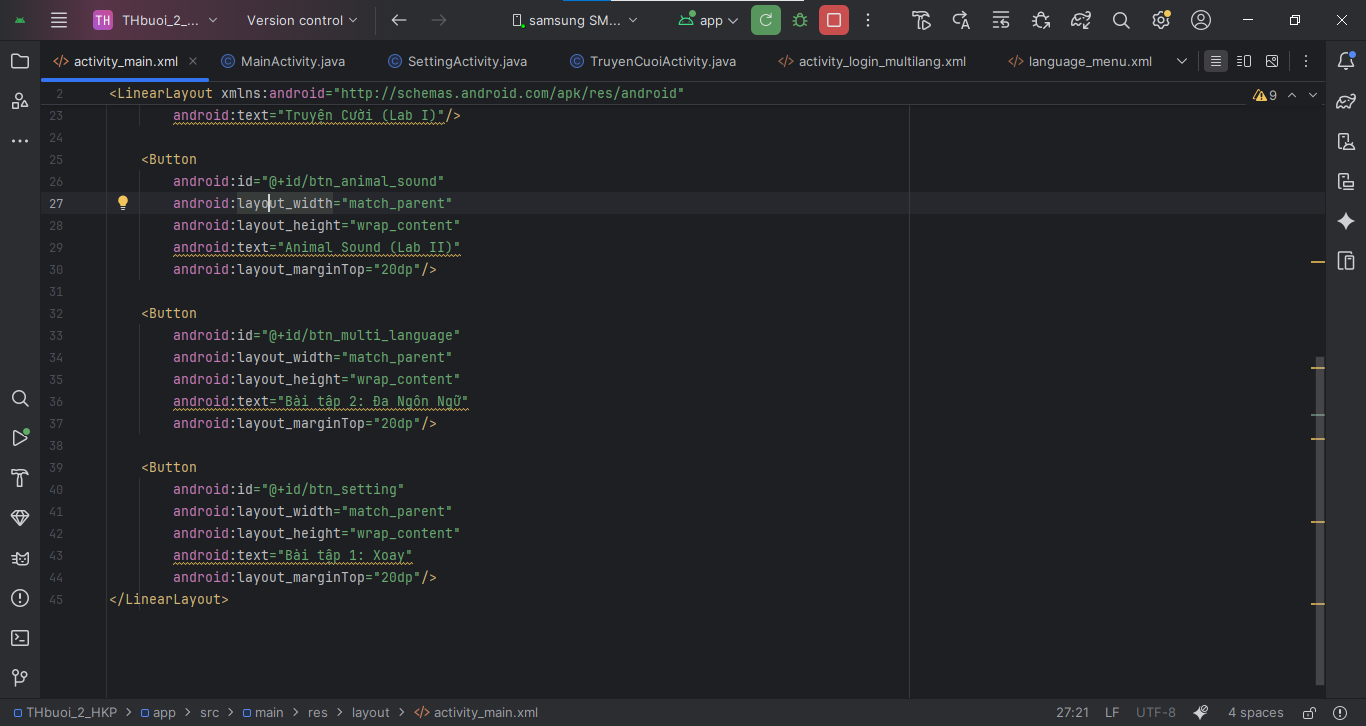 TH THbuoi_2_... Version control samsung SM... app
activity_main.xml MainActivity.java SettingActivity.java TruyenCuoiActivity.java activity_login_multilang.xml language_menu.xml
2 <LinearLayout xmlns:android="http://schemas.android.com/apk/res/android" 9
23 android:text="Truyện Cười (Lab I)"/>
24
25 <Button
26 android:id="@+id/btn_animal_sound"
27 android:layout_width="match_parent"
28 android:layout_height="wrap_content"
29 android:text="Animal Sound (Lab II)"
30 android:layout_marginTop="20dp"/>
31
32 <Button
33 android:id="@+id/btn_multi_language"
34 android:layout_width="match_parent"
35 android:layout_height="wrap_content"
36 android:text="Bài tập 2: Đa Ngôn Ngữ"
37 android:layout_marginTop="20dp"/>
38
39 <Button
40 android:id="@+id/btn_setting"
41 android:layout_width="match_parent"
42 android:layout_height="wrap_content"
43 android:text="Bài tập 1: Xoay"
44 android:layout_marginTop="20dp"/>
45 </LinearLayout>
THbuoi_2_HKP > app > src > main > res > layout > activity_main.xml 27:21 LF UTF-8 4 spaces